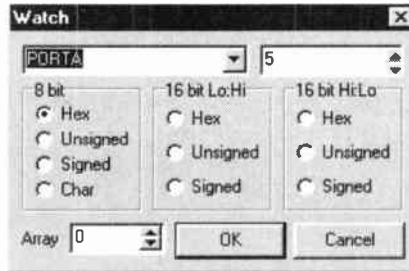 Watch
PORTA 5
8 bit 16 bit Lo:Hi 16 bit Hi:Lo
Hex Hex Hex
Unsigned Unsigned Unsigned
Signed Signed Signed
Char
Array 0 OK Cancel